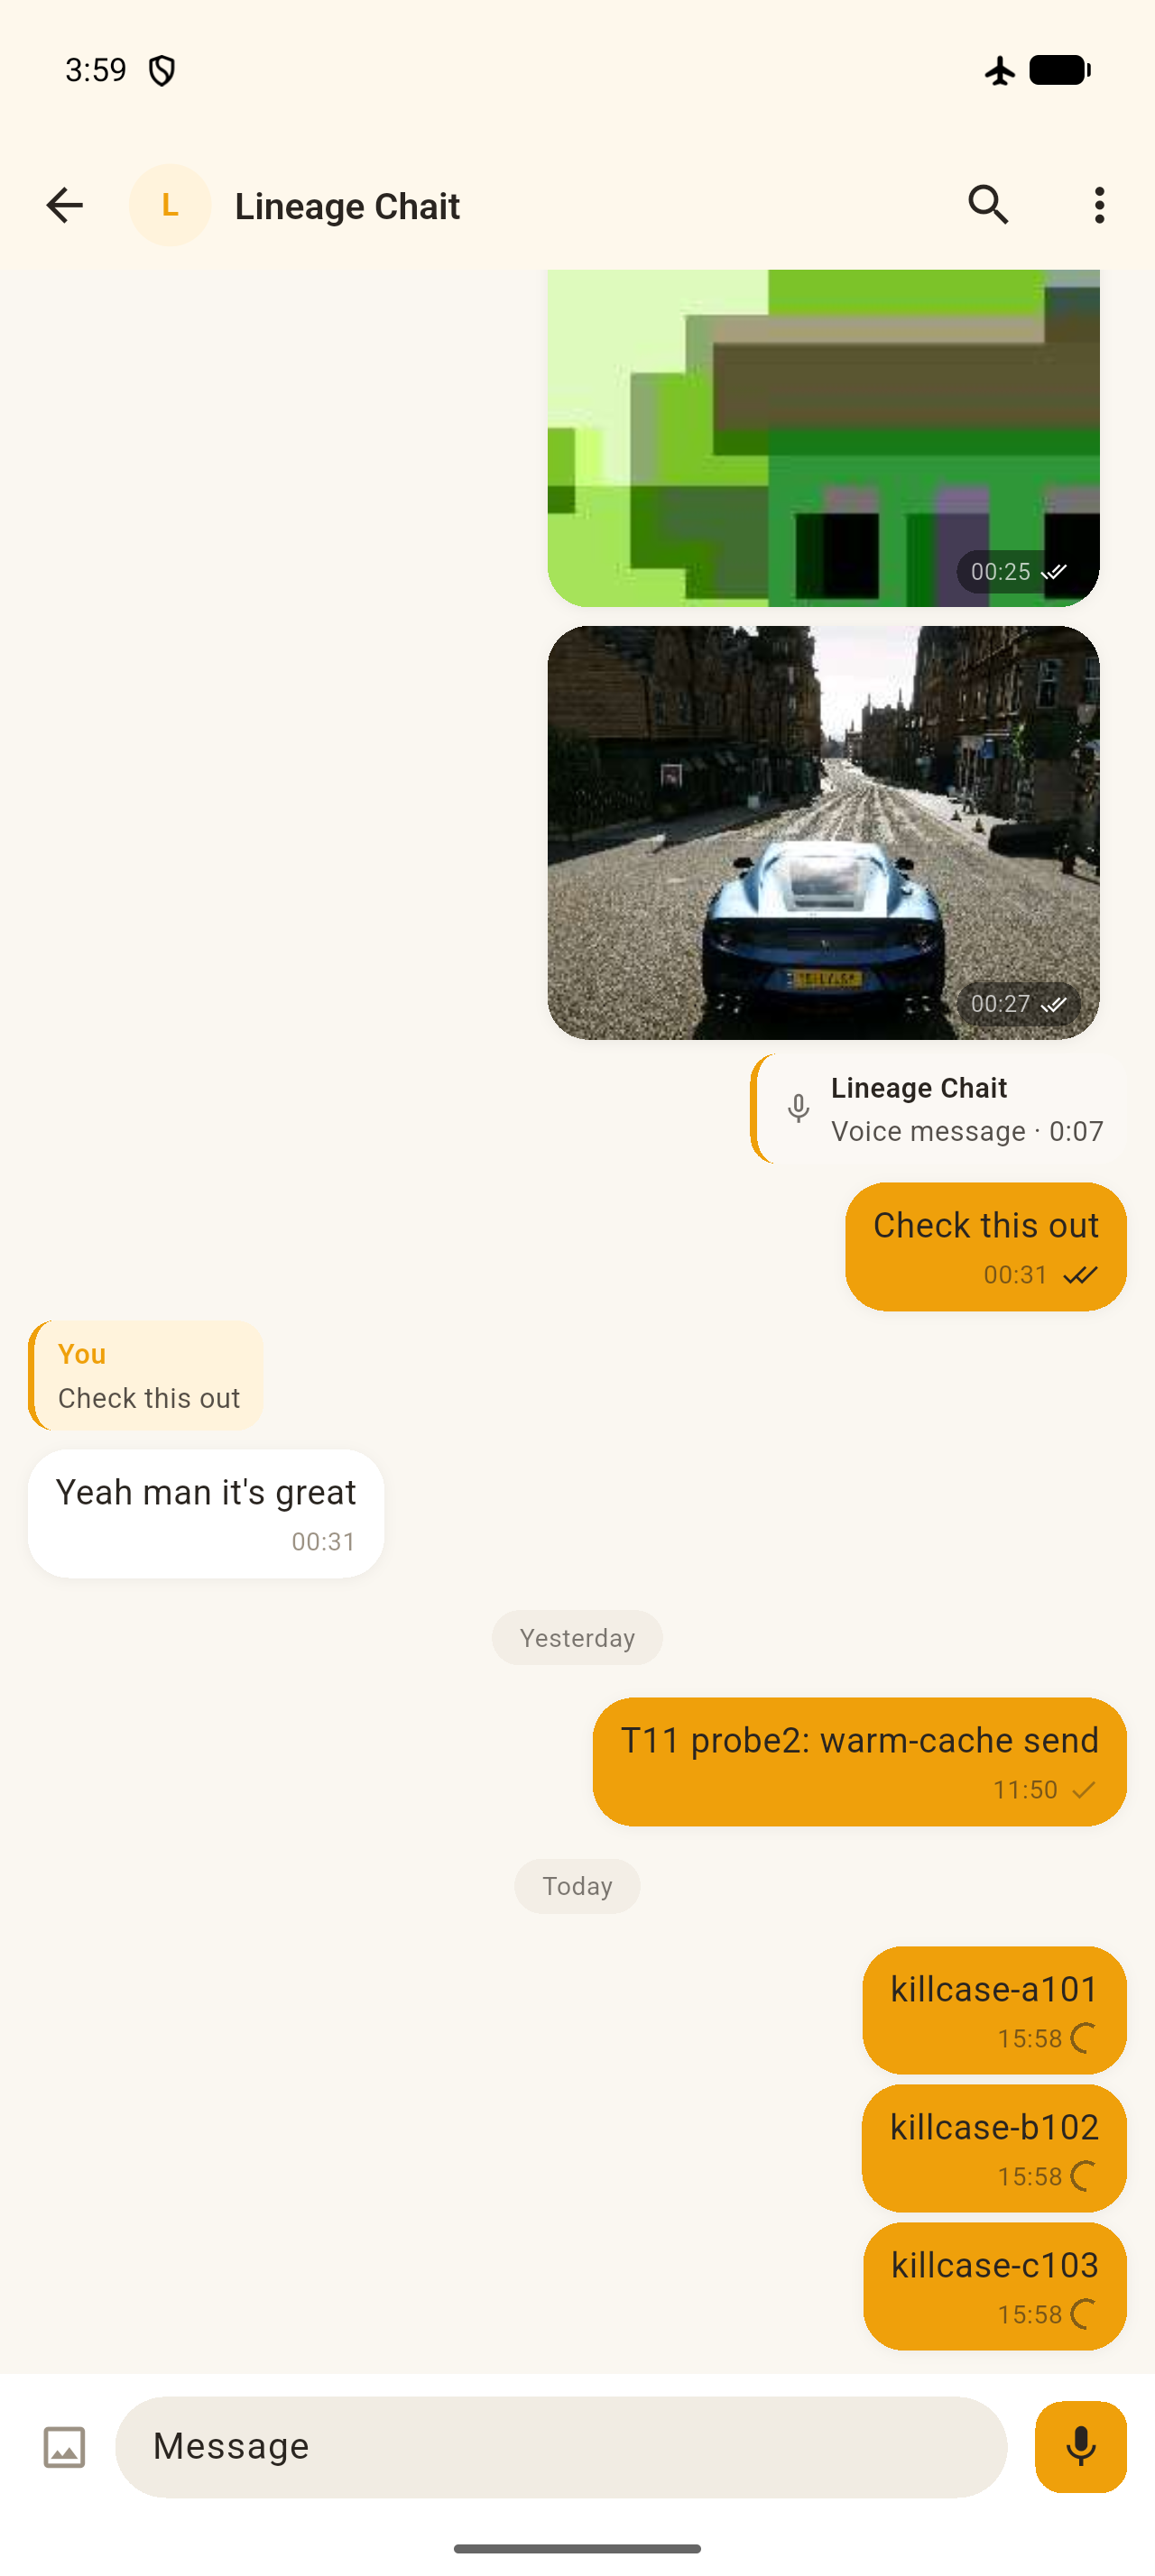 3:59
L
Lineage Chait
00:25
00:27
Lineage Chait
Voice message · 0:07
Check this out
00:31
You
Check this out
Yeah man it's great
00:31
Yesterday
T11 probe2: warm-cache send
11:50
Today
killcase-a101
15:58
killcase-b102
15:58
killcase-c103
15:58
Message